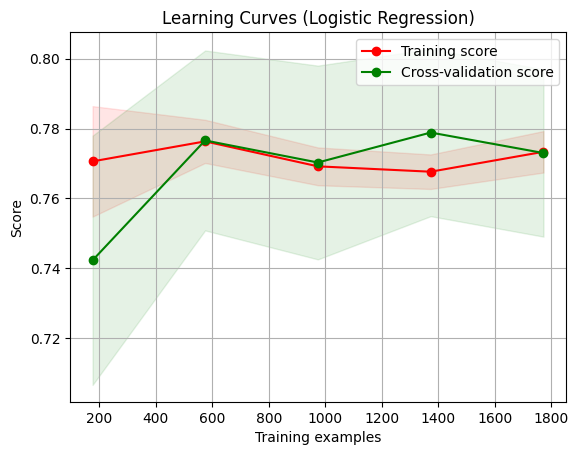 Learning Curves (Logistic Regression)
Training score
Cross-validation score
0.80
0.78
0.76
0.74
0.72
Score
200 400 600 800 1000 1200 1400 1600 1800
Training examples